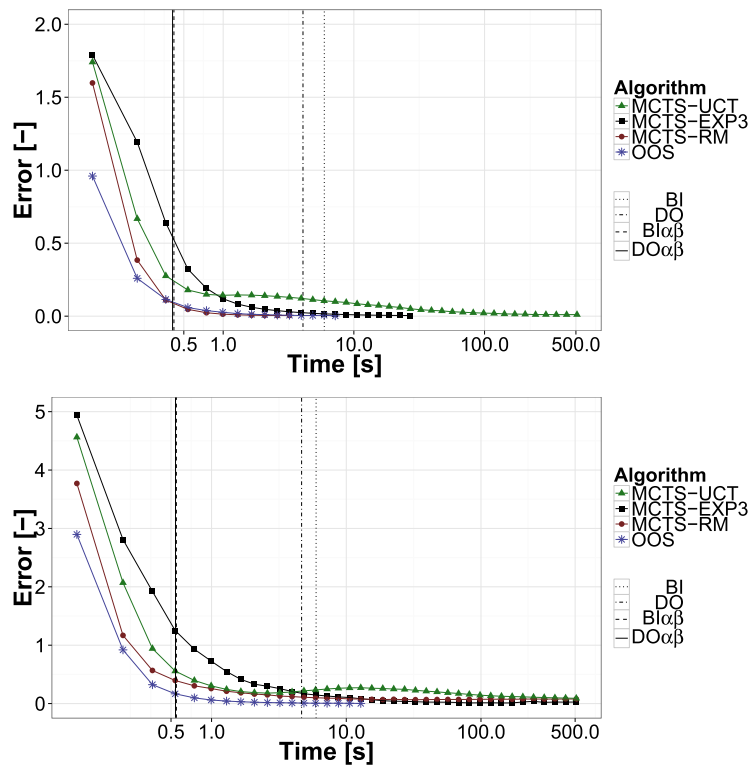 2.0
1.5
1.0
0.5
0.0
Error [−]
0.5
1.0
10.0
100.0
500.0
Time [s]
Algorithm
MCTS−UCT
MCTS−EXP3
MCTS−RM
OOS
BI
DO
BIαβ
DOαβ
5
4
3
2
1
0
Error [−]
0.5
1.0
10.0
100.0
500.0
Time [s]
Algorithm
MCTS−UCT
MCTS−EXP3
MCTS−RM
OOS
BI
DO
BIαβ
DOαβ